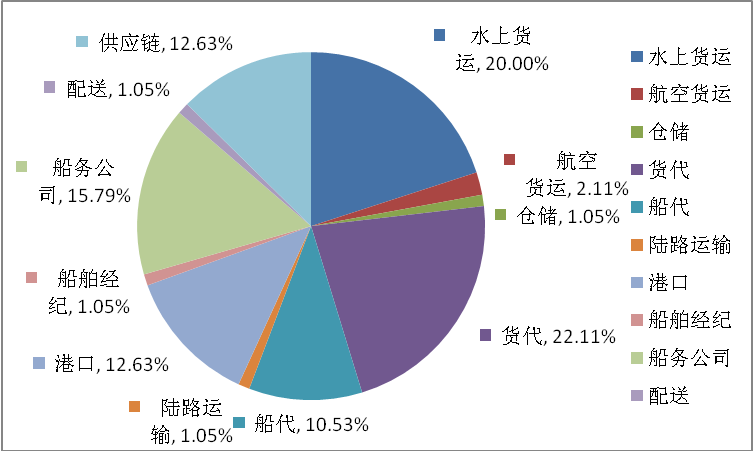 水上货
运, 20.00%
航空
货运, 2.11%
仓储, 1.05%
货代, 22.11%
船代, 10.53%
陆路运
输, 1.05%
港口, 12.63%
船舶经
纪, 1.05%
船务公
司, 15.79%
配送, 1.05%
供应链, 12.63%
水上货运
航空货运
仓储
货代
船代
陆路运输
港口
船舶经纪
船务公司
配送